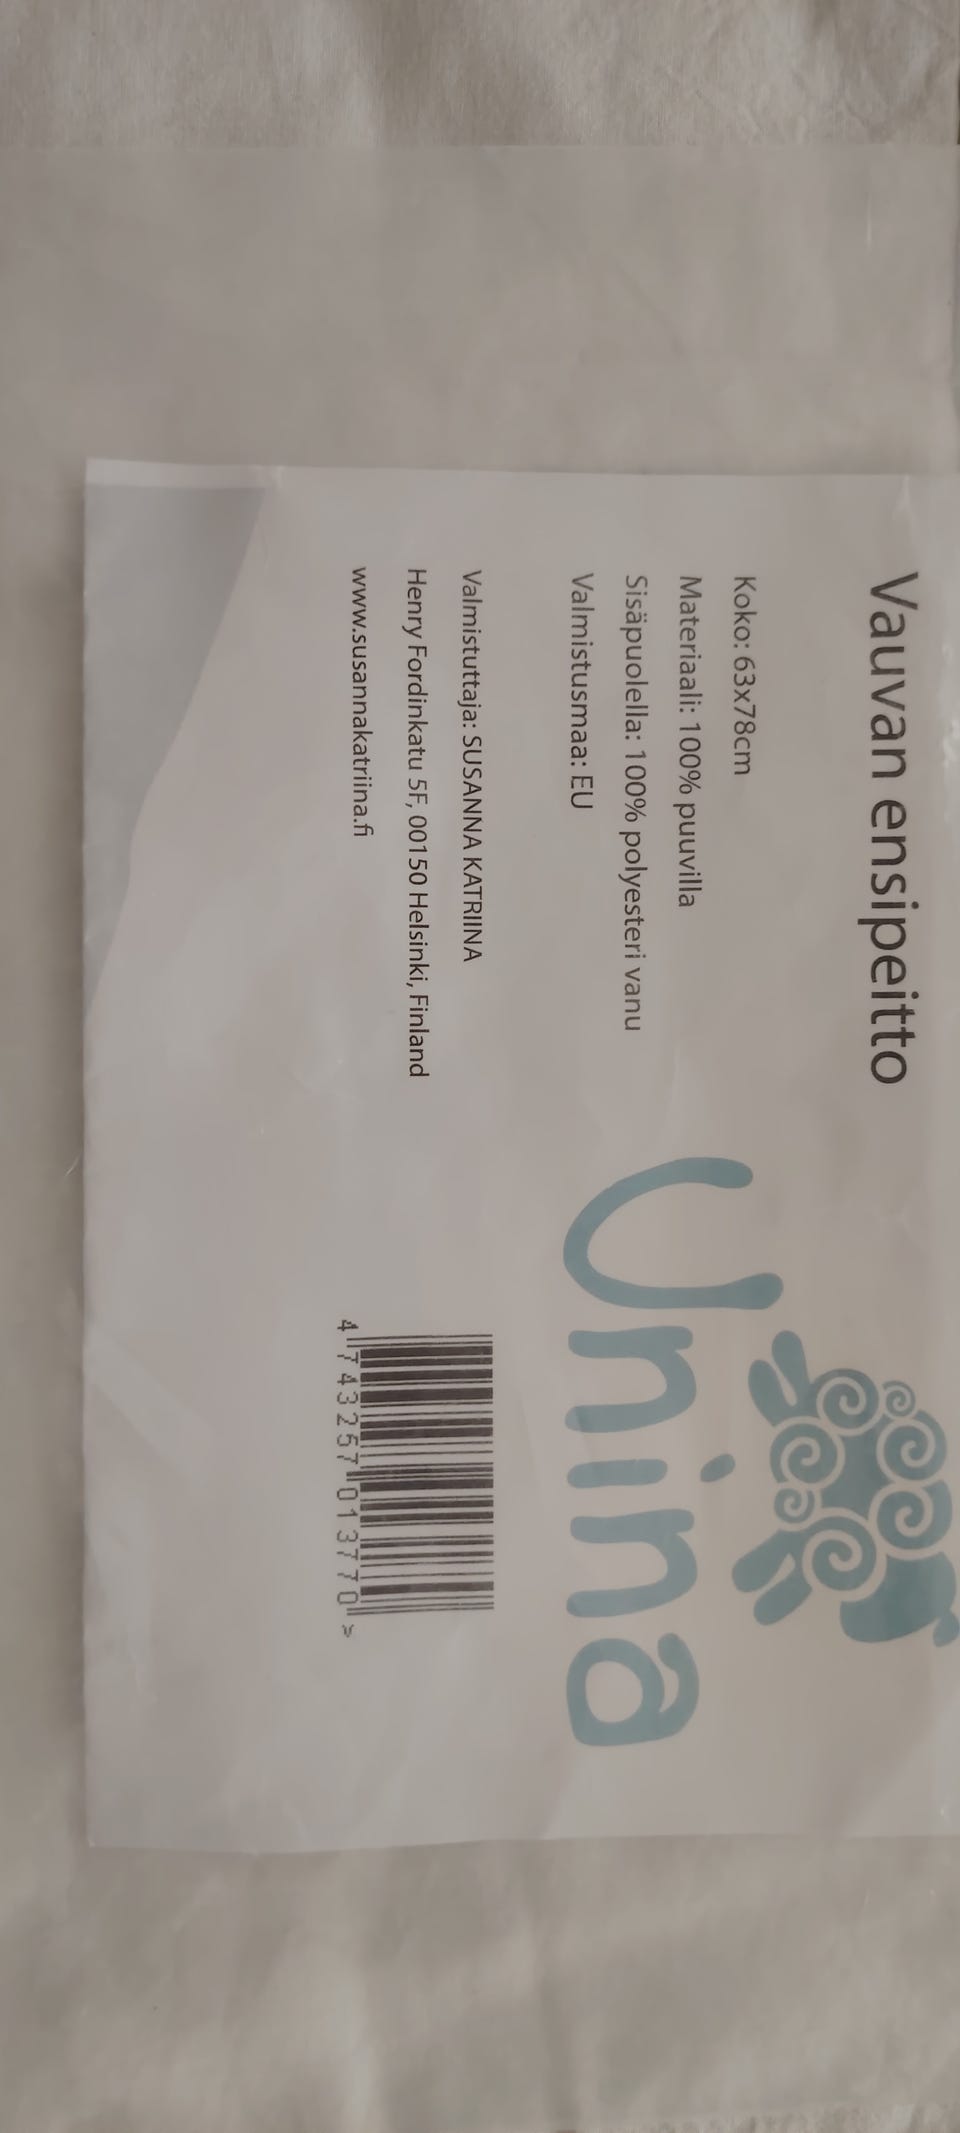 Vauvan ensipeitto
Koko: 63x78cm
Materiaali: 100% puuvilla
Sisäpuolella: 100% polyesteri vanu
Valmistusmaa: EU
Unina
Valmistuttaja: SUSANNA KATRIINA
Henry Fordinkatu 5F, 00150 Helsinki, Finland
www.susannakatriina.fi
4 743257 013770 >